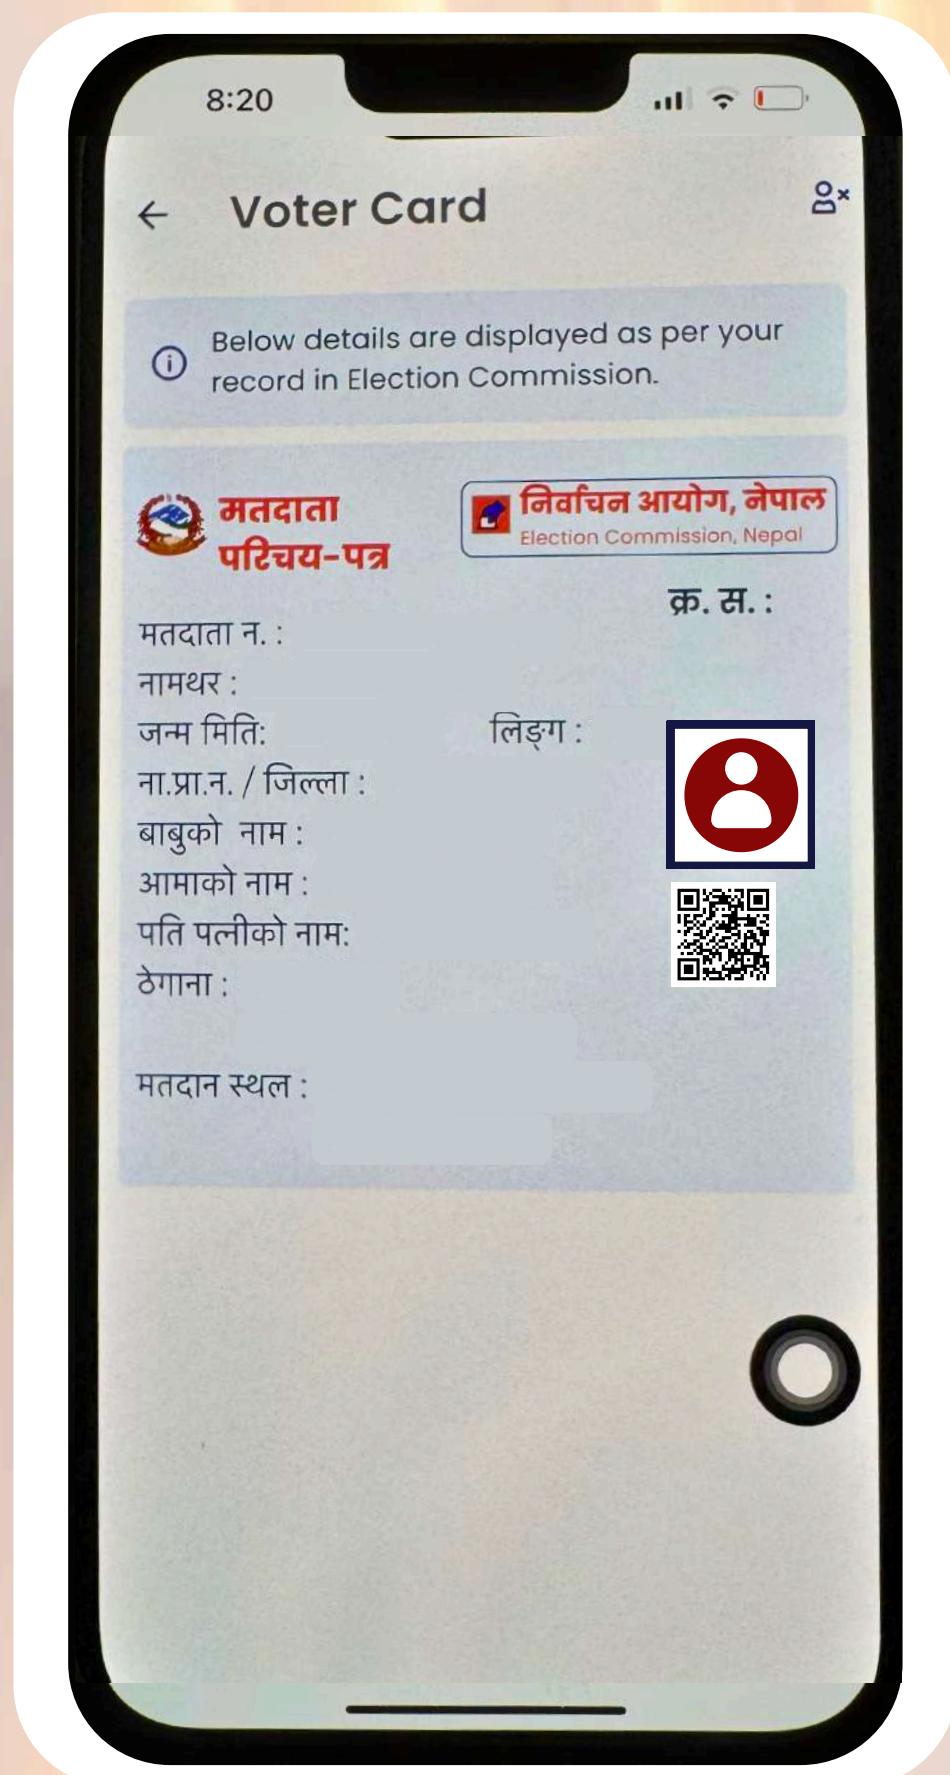 8:20
Voter Card
Below details are displayed as per your
record in Election Commission.
मतदाता
परिचय-पत्र
निर्वाचन आयोग, नेपाल
Election Commission, Nepal
क्र. स. :
मतदाता न. :
नामथर :
जन्म मिति: लिङ्ग :
ना.प्रा.न. / जिल्ला :
बाबुको नाम :
आमाको नाम :
पति पत्नीको नाम:
ठेगाना :
मतदान स्थल :